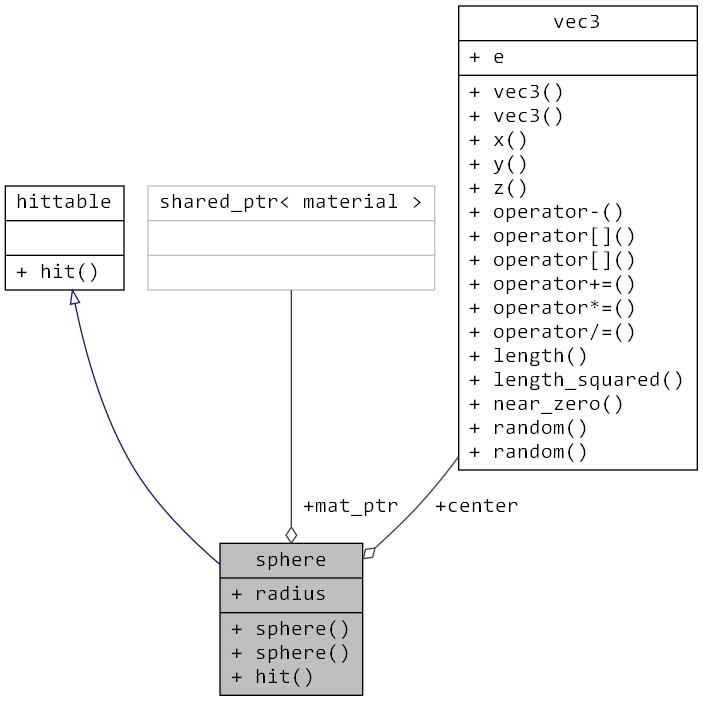 vec3
+ e
+ vec3()
+ vec3()
+ x()
+ y()
+ z()
+ operator-()
+ operator[]()
+ operator[]()
+ operator+=()
+ operator*=()
+ operator/=()
+ length()
+ length_squared()
+ near_zero()
+ random()
+ random()
hittable
+ hit()
shared_ptr< material >
+mat_ptr
+center
sphere
+ radius
+ sphere()
+ sphere()
+ hit()